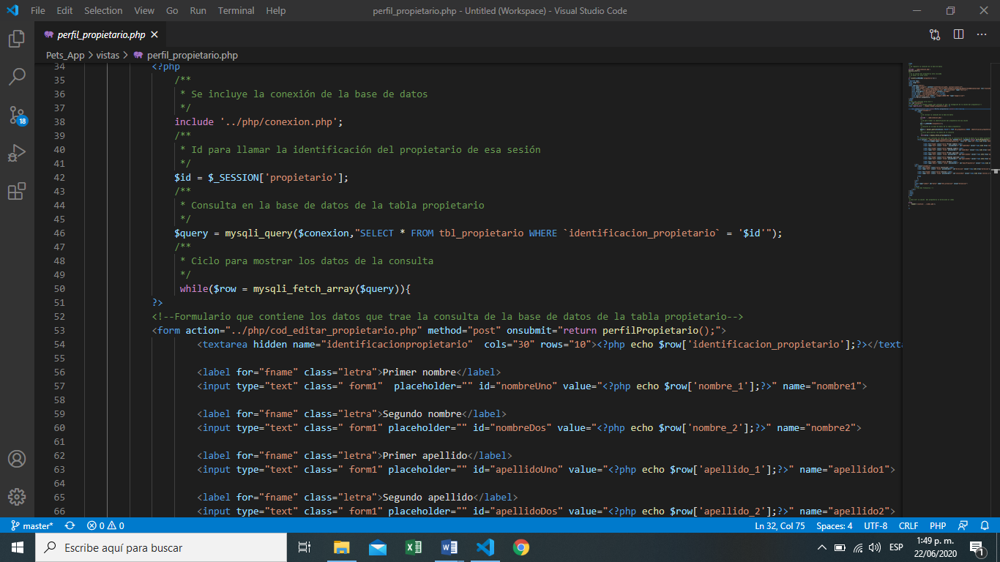 File Edit Selection View Go Run Terminal Help perfil_propietario.php - Untitled (Workspace) - Visual Studio Code
perfil_propietario.php
Pets_App > vistas > perfil_propietario.php
34 <?php
35 /**
36 * Se incluye la conexión de la base de datos
37 */
38 include '../php/conexion.php';
39 /**
40 * Id para llamar la identificación del propietario de esa sesión
41 */
42 $id = $_SESSION['propietario'];
43 /**
44 * Consulta en la base de datos de la tabla propietario
45 */
46 $query = mysqli_query($conexion,"SELECT * FROM tbl_propietario WHERE `identificacion_propietario` = '$id'");
47 /**
48 * Ciclo para mostrar los datos de la consulta
49 */
50 while($row = mysqli_fetch_array($query)){
51 ?>
52 <!--Formulario que contiene los datos que trae la consulta de la base de datos de la tabla propietario-->
53 <form action="../php/cod_editar_propietario.php" method="post" onsubmit="return perfilPropietario();">
54 <textarea hidden name="identificacionpropietario"  cols="30" rows="10"><?php echo $row['identificacion_propietario'];?></texta
55
56 <label for="fname" class="letra">Primer nombre</label>
57 <input type="text" class=" form1"  placeholder="" id="nombreUno" value="<?php echo $row['nombre_1'];?>" name="nombre1">
58
59 <label for="fname" class="letra">Segundo nombre</label>
60 <input type="text" class=" form1" placeholder="" id="nombreDos" value="<?php echo $row['nombre_2'];?>" name="nombre2">
61
62 <label for="fname" class="letra">Primer apellido</label>
63 <input type="text" class=" form1" placeholder="" id="apellidoUno" value="<?php echo $row['apellido_1'];?>" name="apellido1">
64
65 <label for="fname" class="letra">Segundo apellido</label>
66 <input type="text" class=" form1" placeholder="" id="apellidoDos" value="<?php echo $row['apellido_2'];?>" name="apellido2">
18
master* 0 0 Ln 32, Col 75 Spaces: 4 UTF-8 CRLF PHP
Escribe aquí para buscar ESP 1:49 p. m.
22/06/2020 1